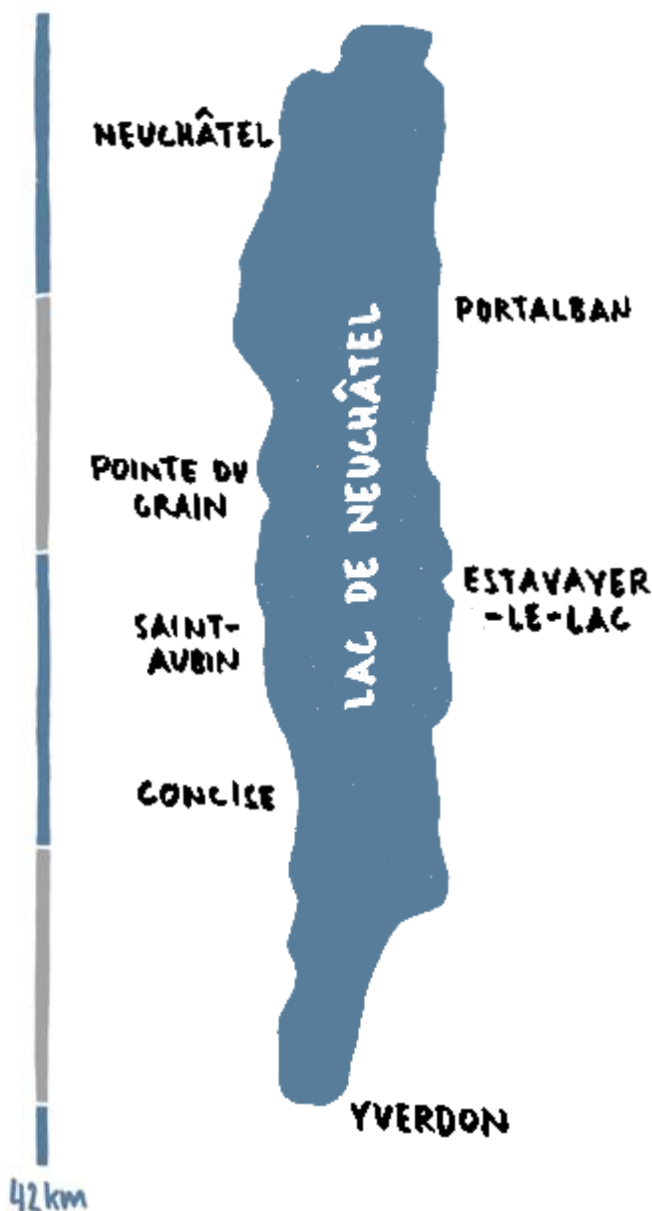 NEUCHÂTEL
PORTALBAN
LAC DE NEUCHÂTEL
POINTE DU
GRAIN
ESTAVAYER
-LE-LAC
SAINT-
AUBIN
CONCISE
YVERDON
42km